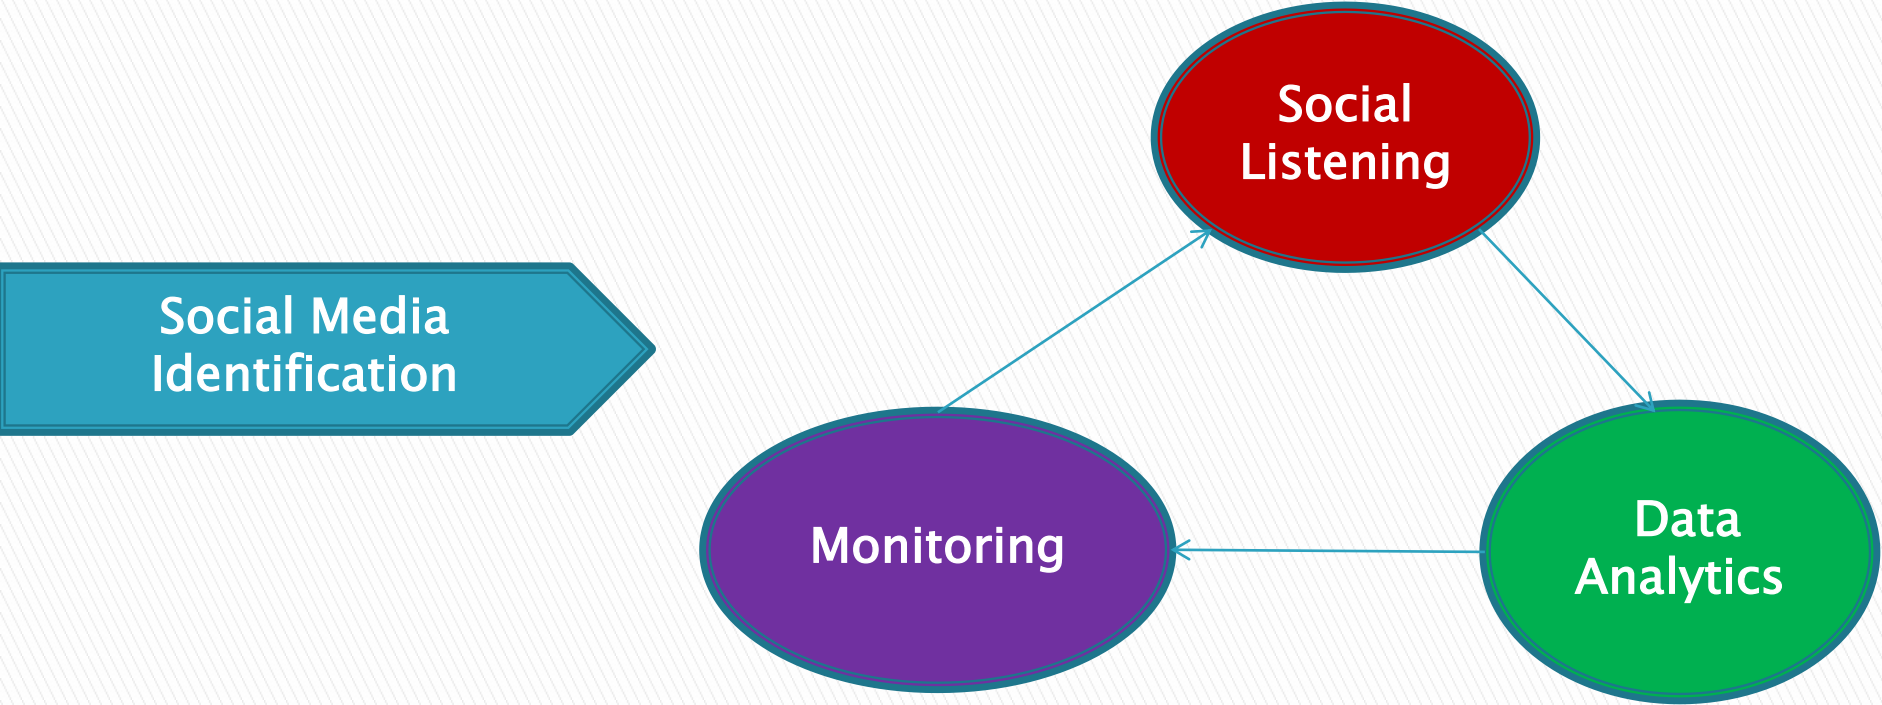 Social
Listening
Social Media
Identification
Monitoring
Data
Analytics